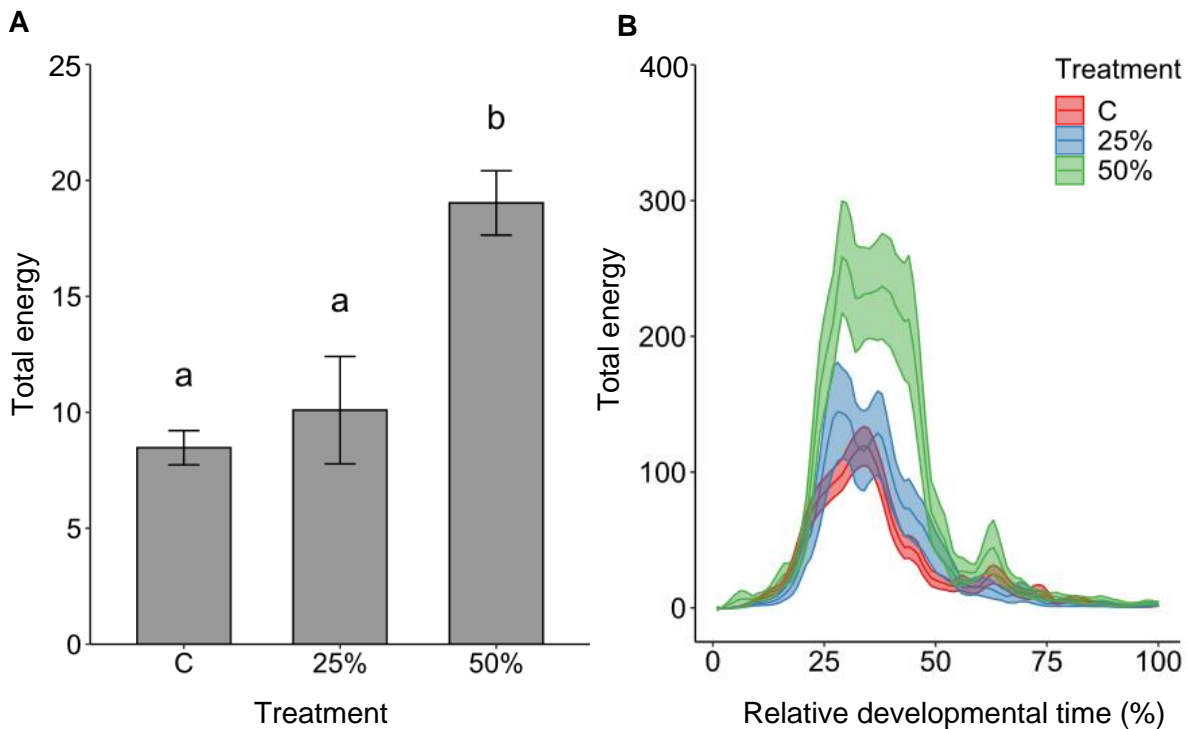 A
Total energy
25
20
15
10
5
0
a
a
b
C
25%
50%
Treatment
B
Total energy
400
300
200
100
0
Treatment
C
25%
50%
0
25
50
75
100
Relative developmental time (%)